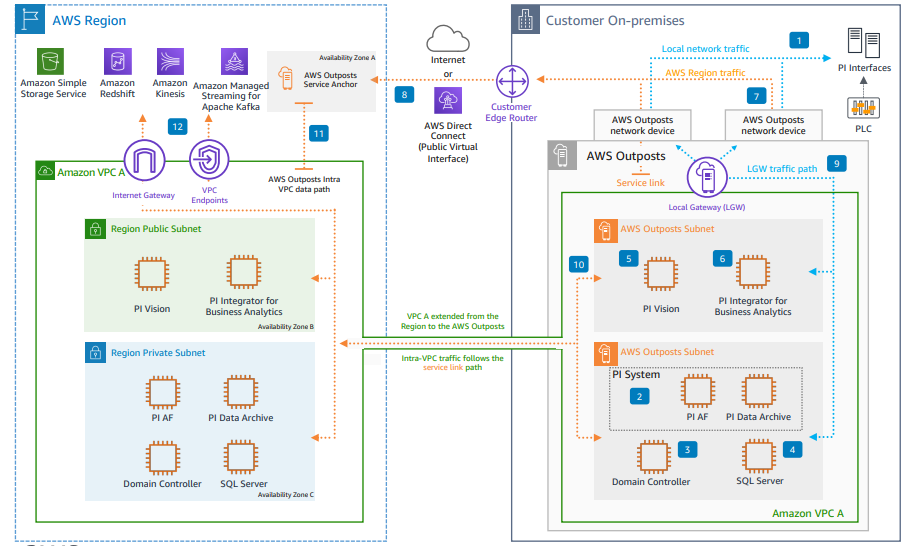 AWS Region
Customer On-premises
Amazon Simple
Storage Service
Amazon
Redshift
Amazon
Kinesis
Amazon Managed
Streaming for
Apache Kafka
Availability Zone A
AWS Outposts
Service Anchor
Internet
or
8
AWS Direct
Connect
(Public Virtual
Interface)
Customer
Edge Router
Local network traffic
1
AWS Region traffic
PI Interfaces
7
PLC
AWS Outposts
network device
AWS Outposts
network device
12
11
Amazon VPC A
Internet Gateway
VPC
Endpoints
AWS Outposts Intra
VPC data path
AWS Outposts
Service link
LGW traffic path
9
Local Gateway (LGW)
Region Public Subnet
PI Vision
PI Integrator for
Business Analytics
Availability Zone B
AWS Outposts Subnet
10
5
6
PI Vision
PI Integrator for
Business Analytics
VPC A extended from the
Region to the AWS Outposts
Intra-VPC traffic follows the
service link path
Region Private Subnet
PI AF
PI Data Archive
Domain Controller
SQL Server
Availability Zone C
AWS Outposts Subnet
PI System
2
PI AF
PI Data Archive
3
4
Domain Controller
SQL Server
Amazon VPC A